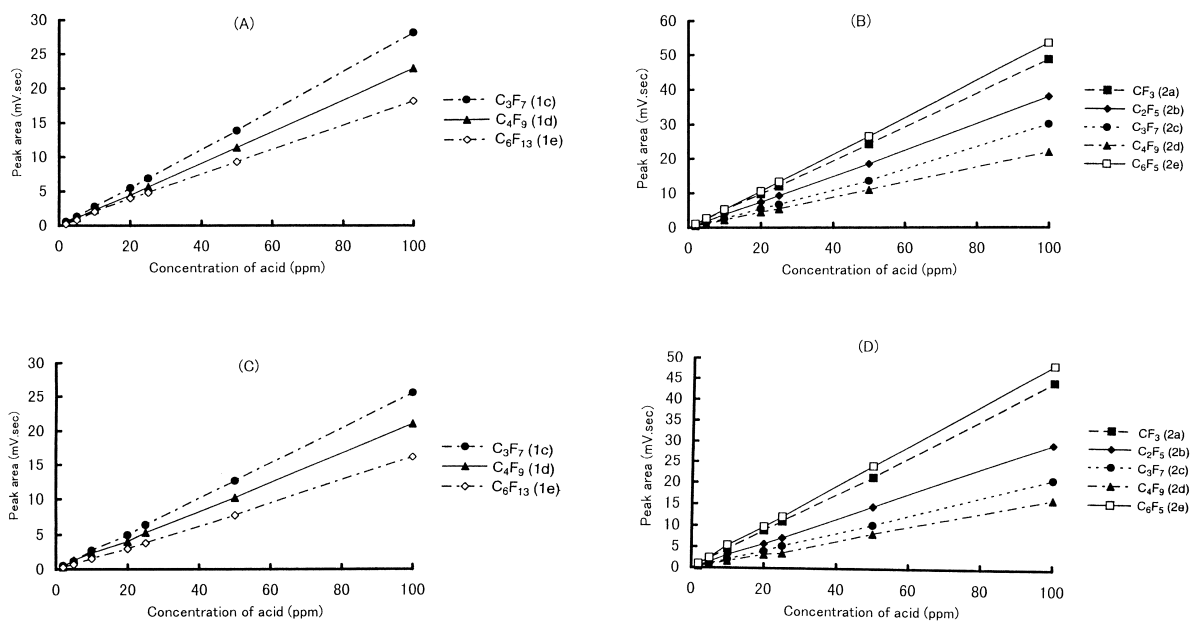 (A)
Peak area (mV.sec)
30
25
20
15
10
5
0
0 20 40 60 80 100
Concentration of acid (ppm)
C3F7 (1c)
C4F9 (1d)
C6F13 (1e)
(B)
Peak area (mV.sec)
60
50
40
30
20
10
0
0 20 40 60 80 100
Concentration of acid (ppm)
CF3 (2a)
C2F5 (2b)
C3F7 (2c)
C4F9 (2d)
C6F5 (2e)
(C)
Peak area (mV.sec)
30
25
20
15
10
5
0
0 20 40 60 80 100
Concentration of acid (ppm)
C3F7 (1c)
C4F9 (1d)
C6F13 (1e)
(D)
Peak area (mV.sec)
50
45
40
35
30
25
20
15
10
5
0
0 20 40 60 80 100
Concentration of acid (ppm)
CF3 (2a)
C2F5 (2b)
C3F7 (2c)
C4F9 (2d)
C6F5 (2e)